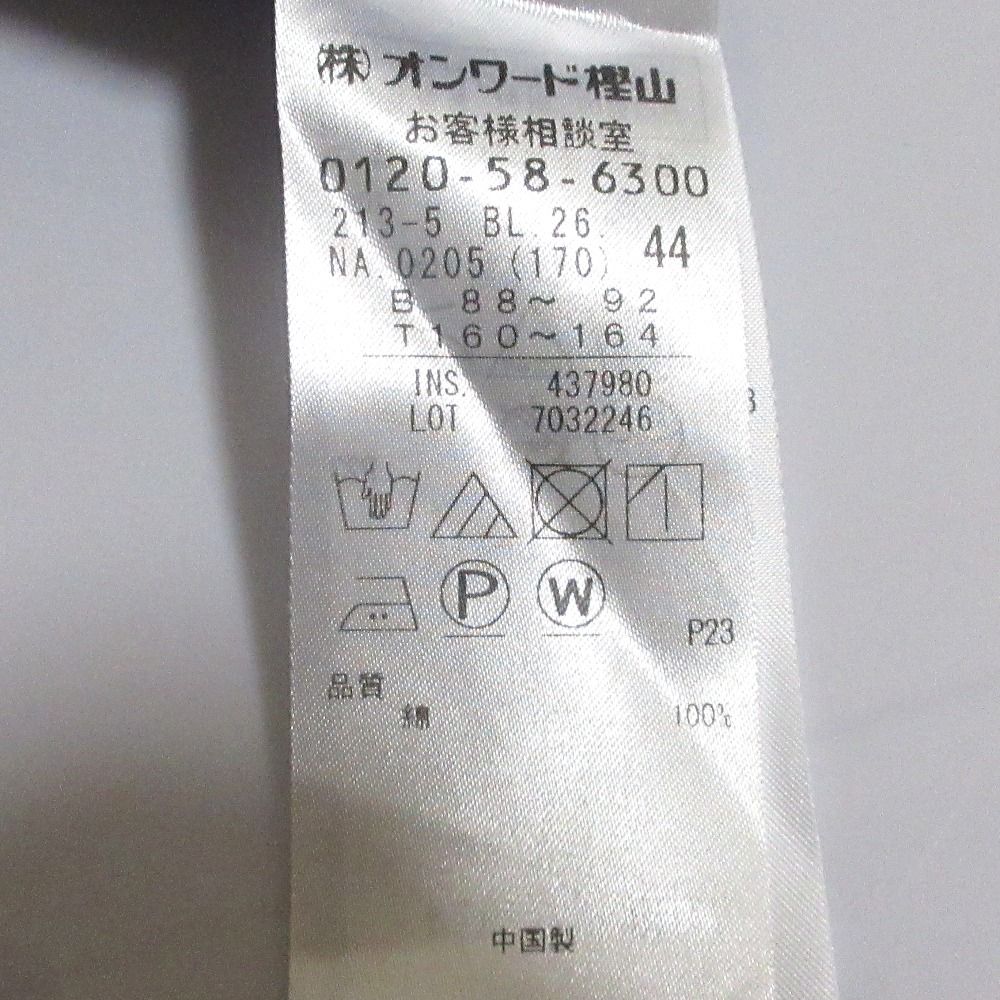 (株)オンワード樫山
お客様相談室
0120-58-6300
213-5 BL.26. 44
NA.0205 (170)
B 88～ 92
T160～164
INS. 437980
LOT 7032246
P W
P23
品質
綿 100%
中国製